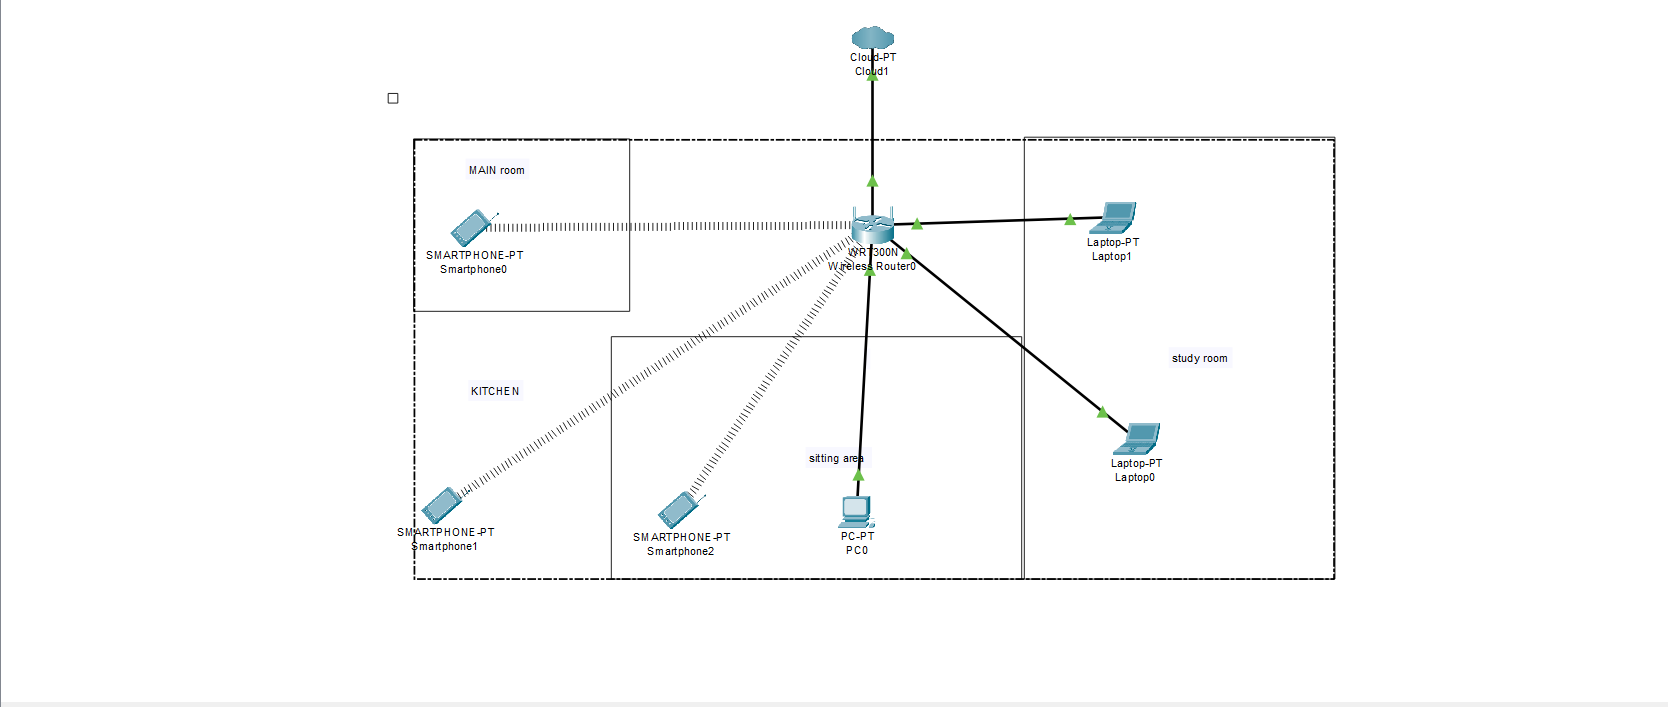 Cloud-PT
Cloud1
MAIN room
SMARTPHONE-PT
Smartphone0
WRT300N
Wireless Router0
Laptop-PT
Laptop1
study room
KITCHEN
sitting area
Laptop-PT
Laptop0
SMARTPHONE-PT
Smartphone1
SMARTPHONE-PT
Smartphone2
PC-PT
PC0